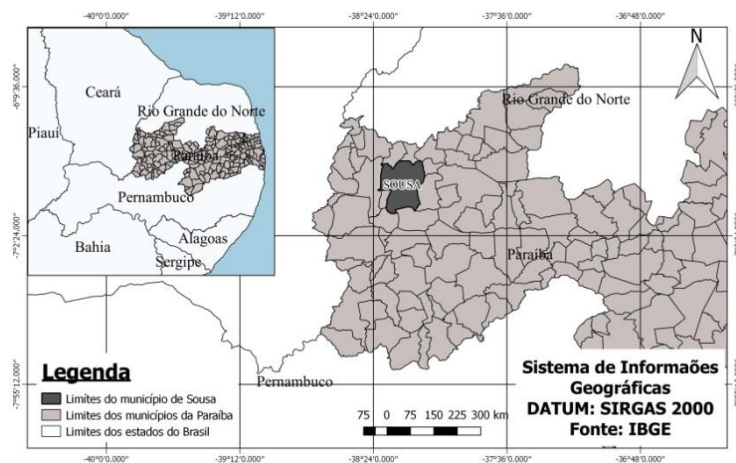 -40°0'0.000"
-39°12'0.000"
-38°24'0.000"
-37°36'0.000"
-36°48'0.000"
-6°9'36.000"
-7°2'24.000"
-7°55'12.000"
Ceará
Rio Grande do Norte
Piauí
Paraíba
Pernambuco
Bahia
Alagoas
Sergipe
N
Rio Grande do Norte
SOUSA
Paraíba
Pernambuco
Legenda
Limítes do município de Sousa
Limites dos municípios da Paraíba
Limites dos estados do Brasil
75 0 75 150 225 300 km
Sistema de Informaões
Geográficas
DATUM: SIRGAS 2000
Fonte: IBGE
-40°0'0.000"
-39°12'0.000"
-38°24'0.000"
-37°36'0.000"
-36°48'0.000"